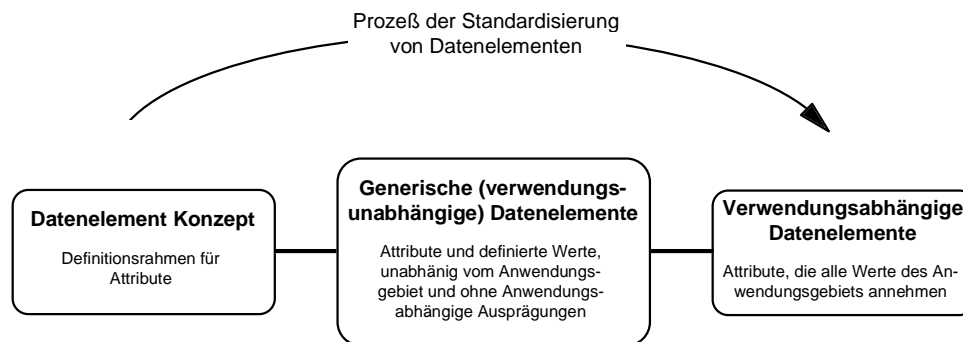 Prozeß der Standardisierung
von Datenelementen
Datenelement Konzept
Definitionsrahmen für
Attribute
Generische (verwendungs-
unabhängige) Datenelemente
Attribute und definierte Werte,
unabhänig vom Anwendungs-
gebiet und ohne Anwendungs-
abhängige Ausprägungen
Verwendungsabhängige
Datenelemente
Attribute, die alle Werte des An-
wendungsgebiets annehmen